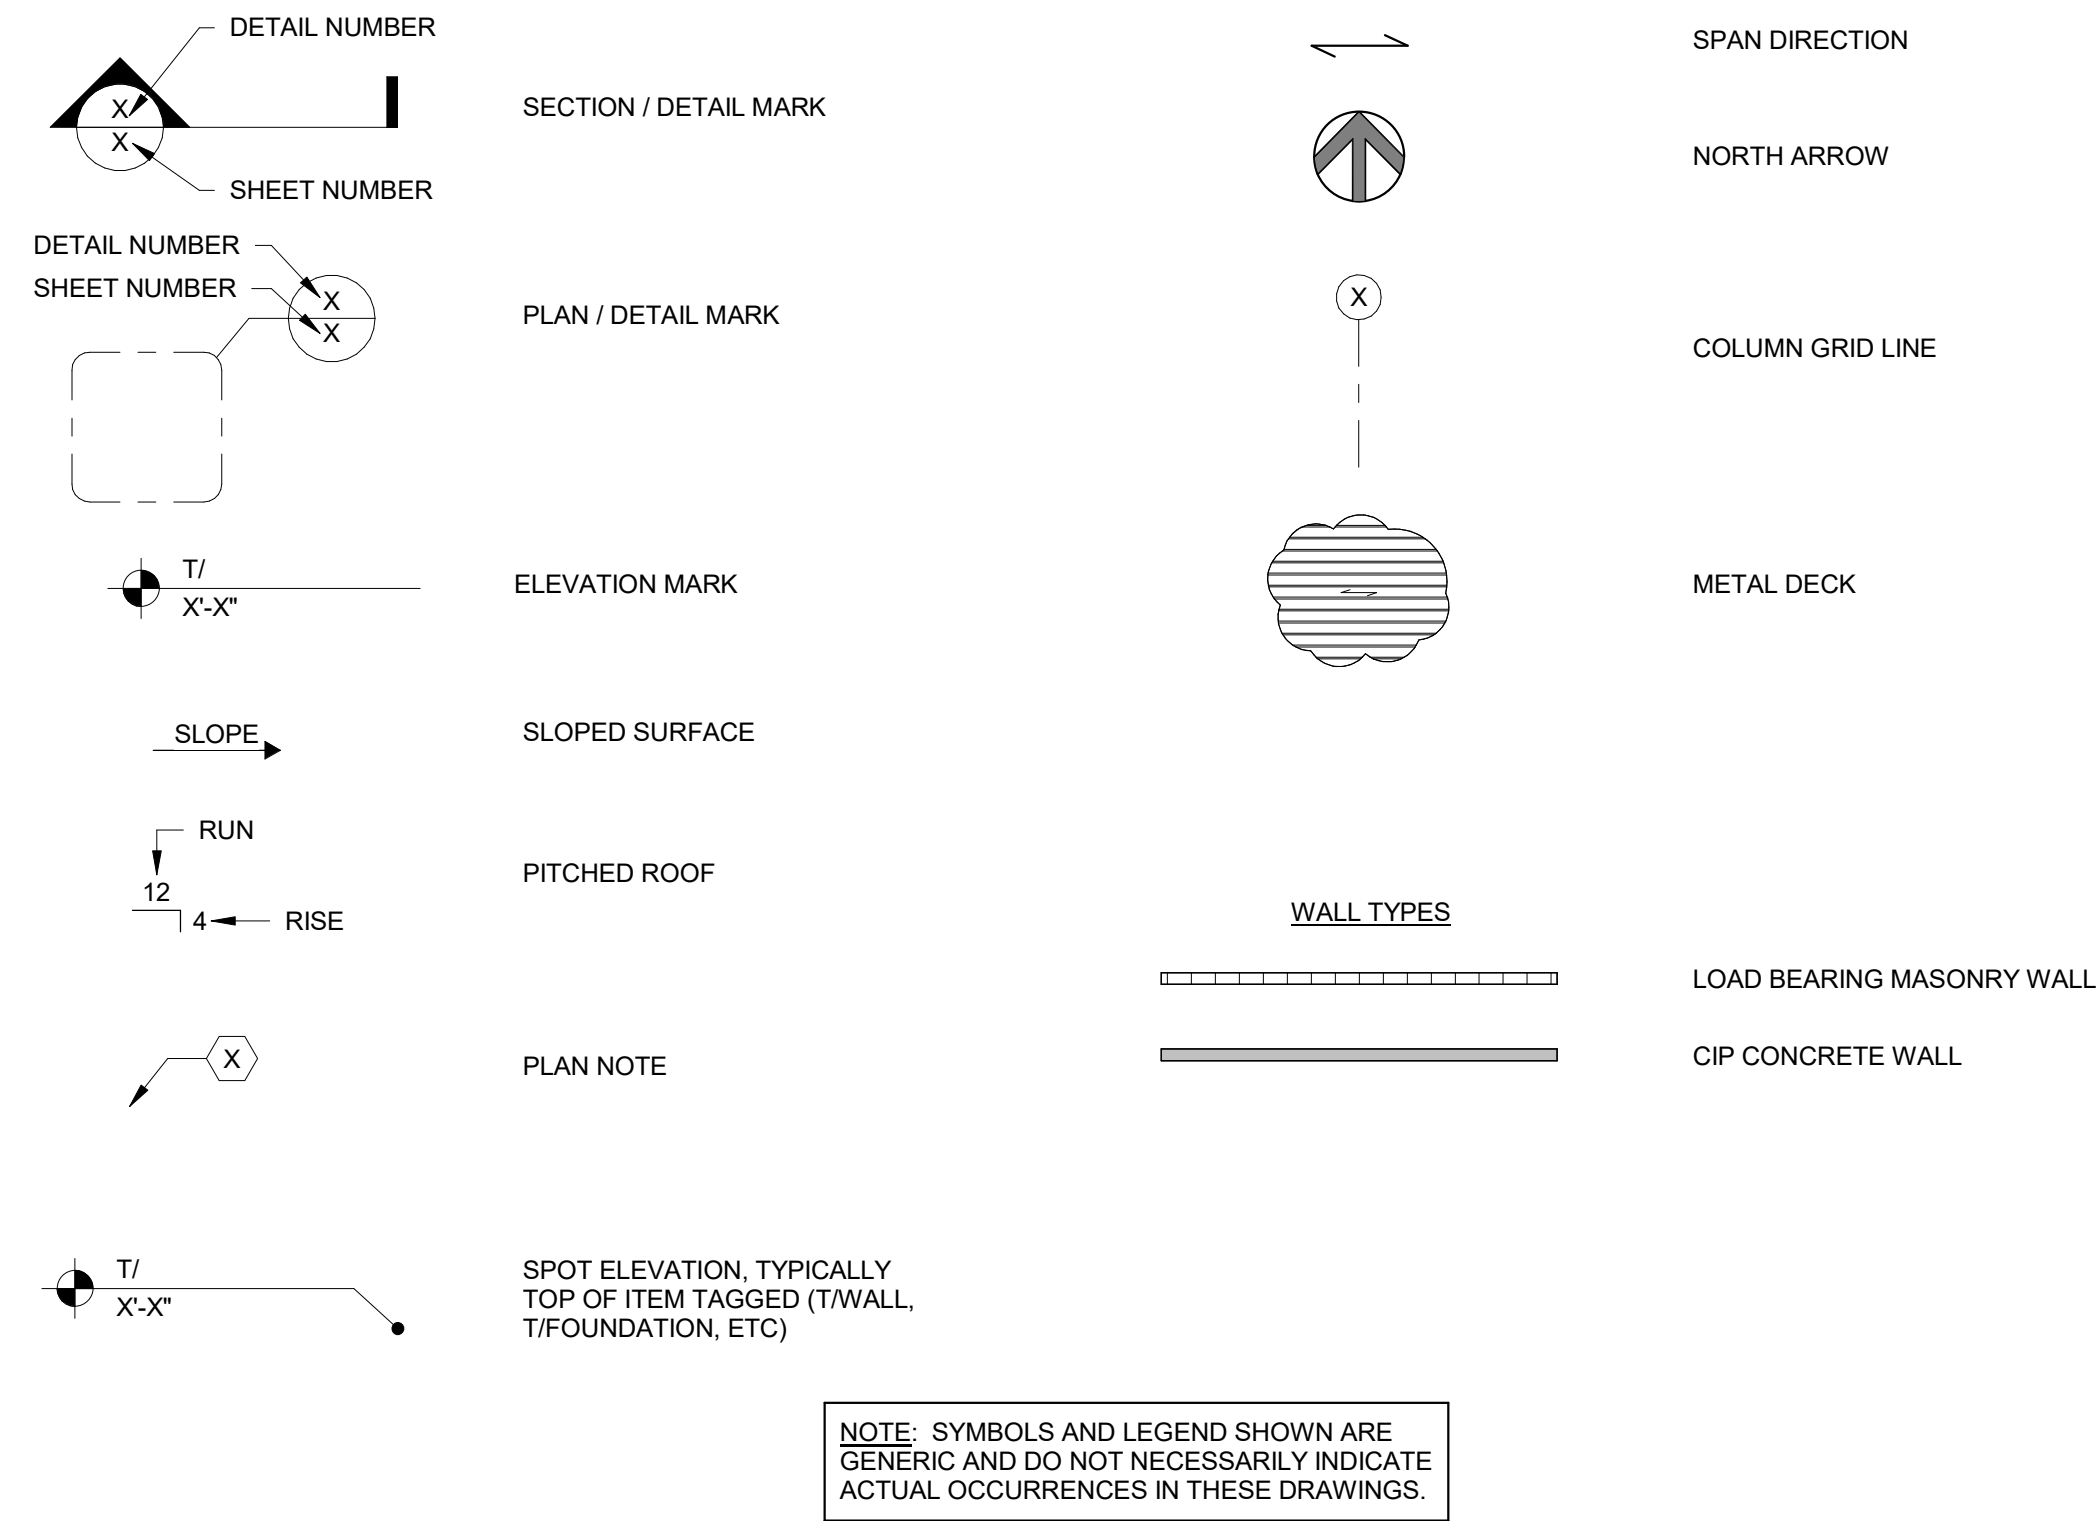 DETAIL NUMBER
X
X
SHEET NUMBER
SECTION / DETAIL MARK
DETAIL NUMBER
SHEET NUMBER
X
X
PLAN / DETAIL MARK
T/
X'-X"
ELEVATION MARK
SLOPE
SLOPED SURFACE
RUN
12
4
RISE
PITCHED ROOF
X
PLAN NOTE
T/
X'-X"
SPOT ELEVATION, TYPICALLY
TOP OF ITEM TAGGED (T/WALL,
T/FOUNDATION, ETC)
SPAN DIRECTION
NORTH ARROW
X
COLUMN GRID LINE
METAL DECK
WALL TYPES
LOAD BEARING MASONRY WALL
CIP CONCRETE WALL
NOTE: SYMBOLS AND LEGEND SHOWN ARE
GENERIC AND DO NOT NECESSARILY INDICATE
ACTUAL OCCURRENCES IN THESE DRAWINGS.